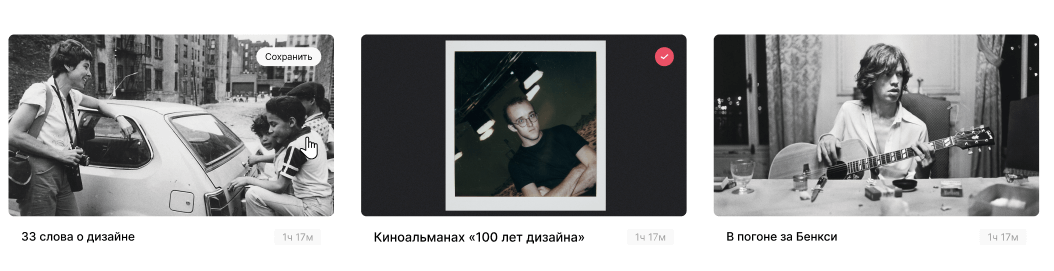 Сохранить
33 слова о дизайне
1ч 17м
Киноальманах «100 лет дизайна»
1ч 17м
В погоне за Бенкси
1ч 17м